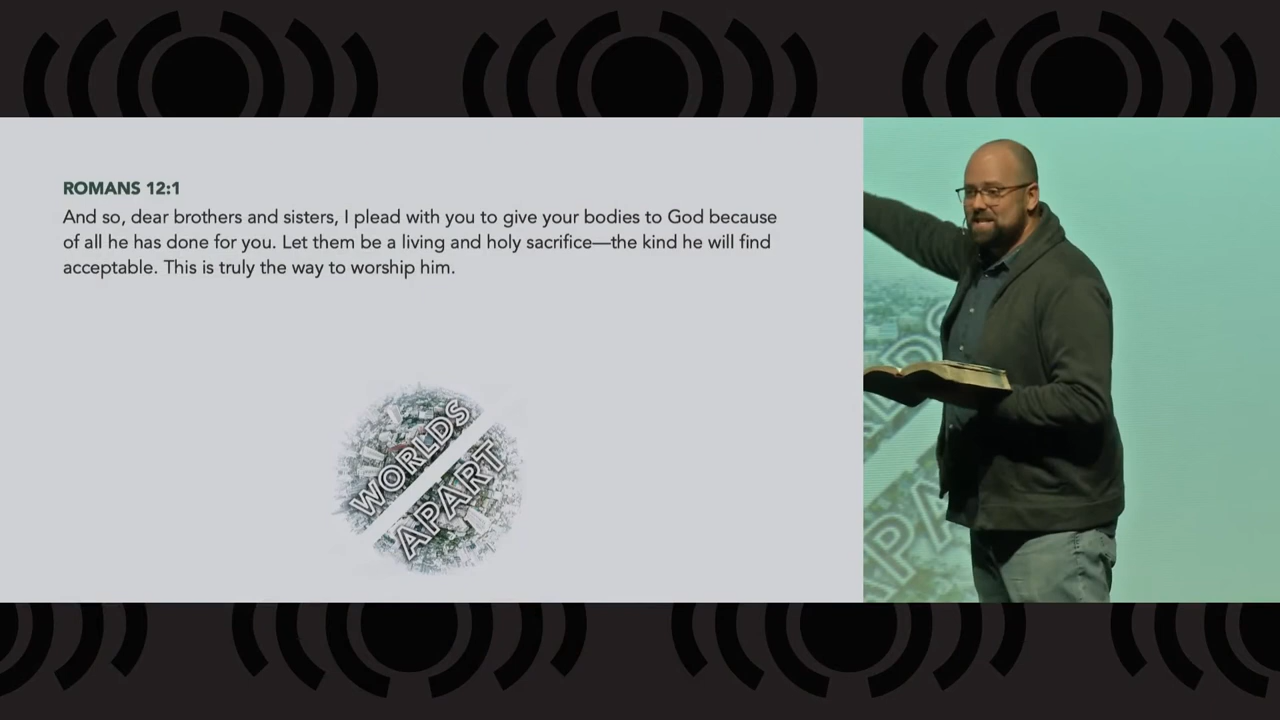 ROMANS 12:1
And so, dear brothers and sisters, I plead with you to give your bodies to God because
of all he has done for you. Let them be a living and holy sacrifice—the kind he will find
acceptable. This is truly the way to worship him.
WORLDS
APART